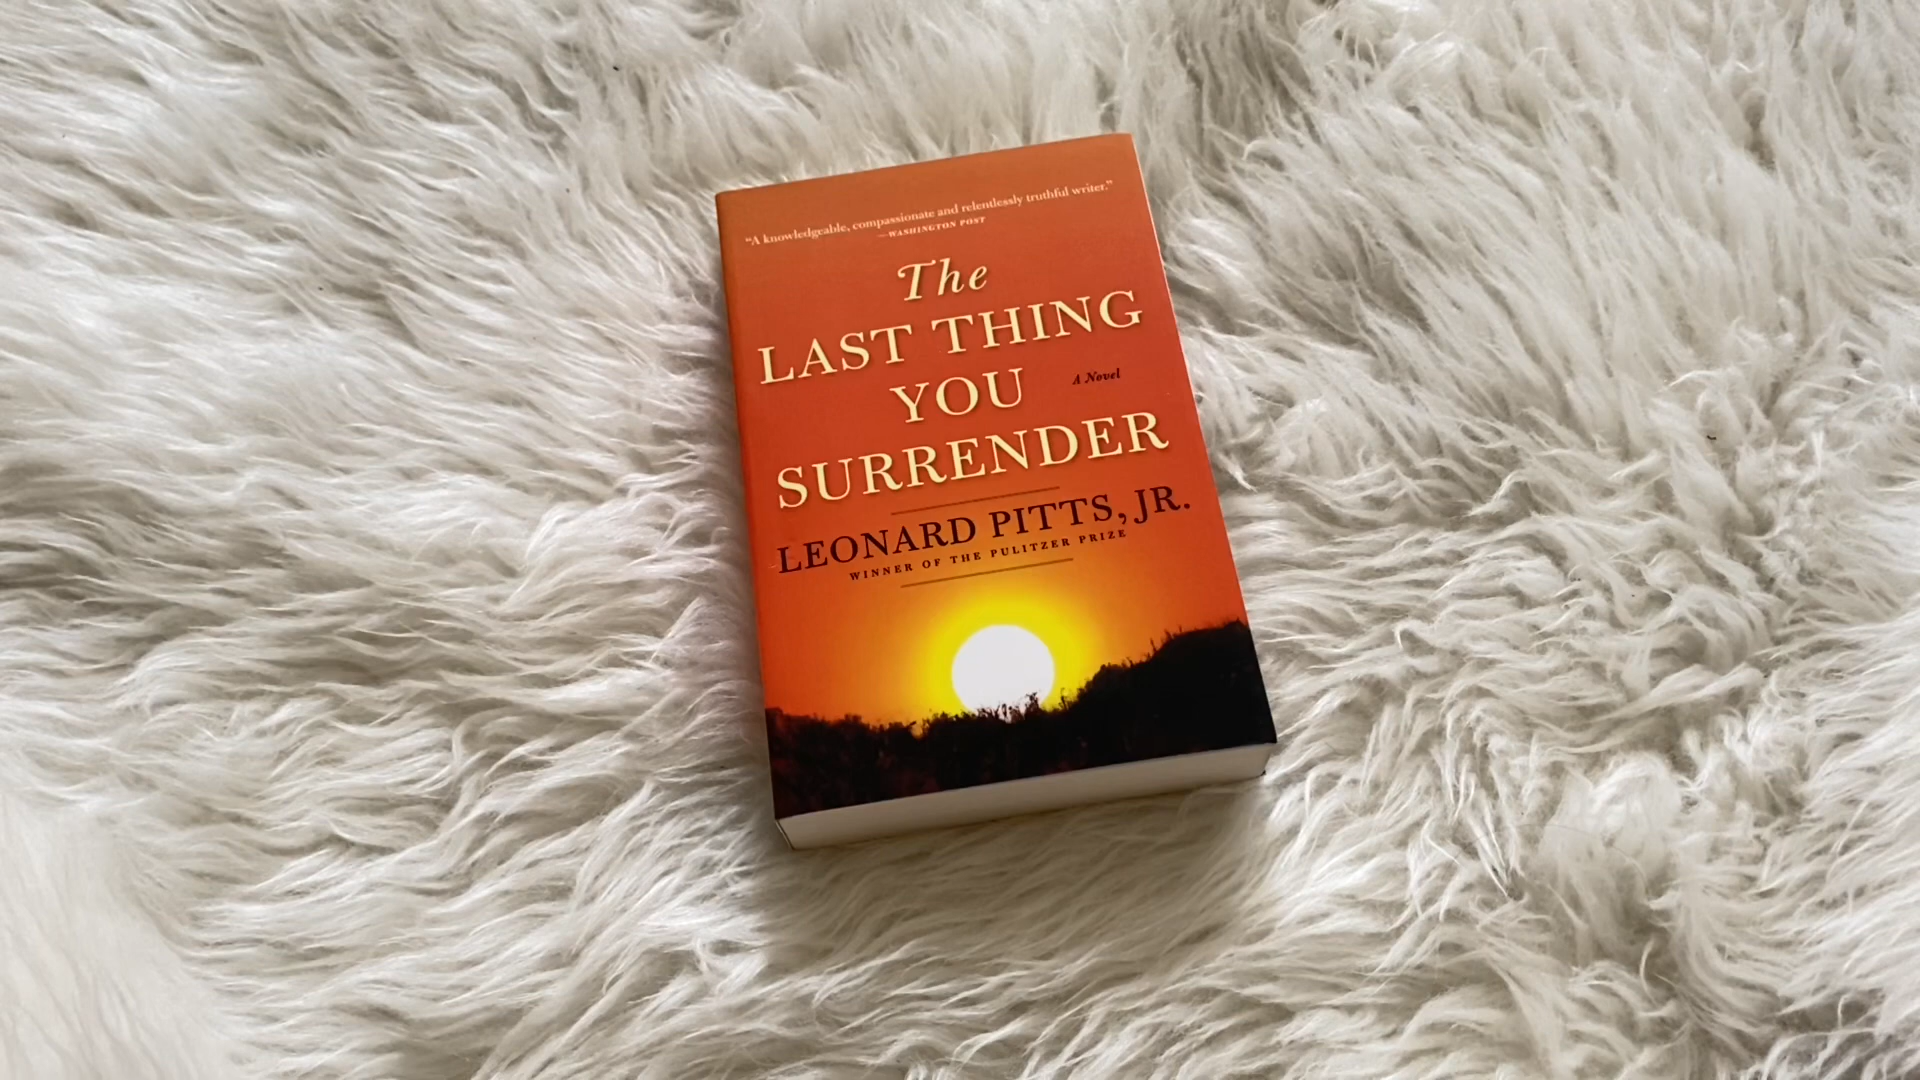 “A knowledgeable, compassionate and relentlessly truthful writer.”
—WASHINGTON POST
The
LAST THING
YOU
A Novel
SURRENDER
LEONARD PITTS, JR.
WINNER OF THE PULITZER PRIZE